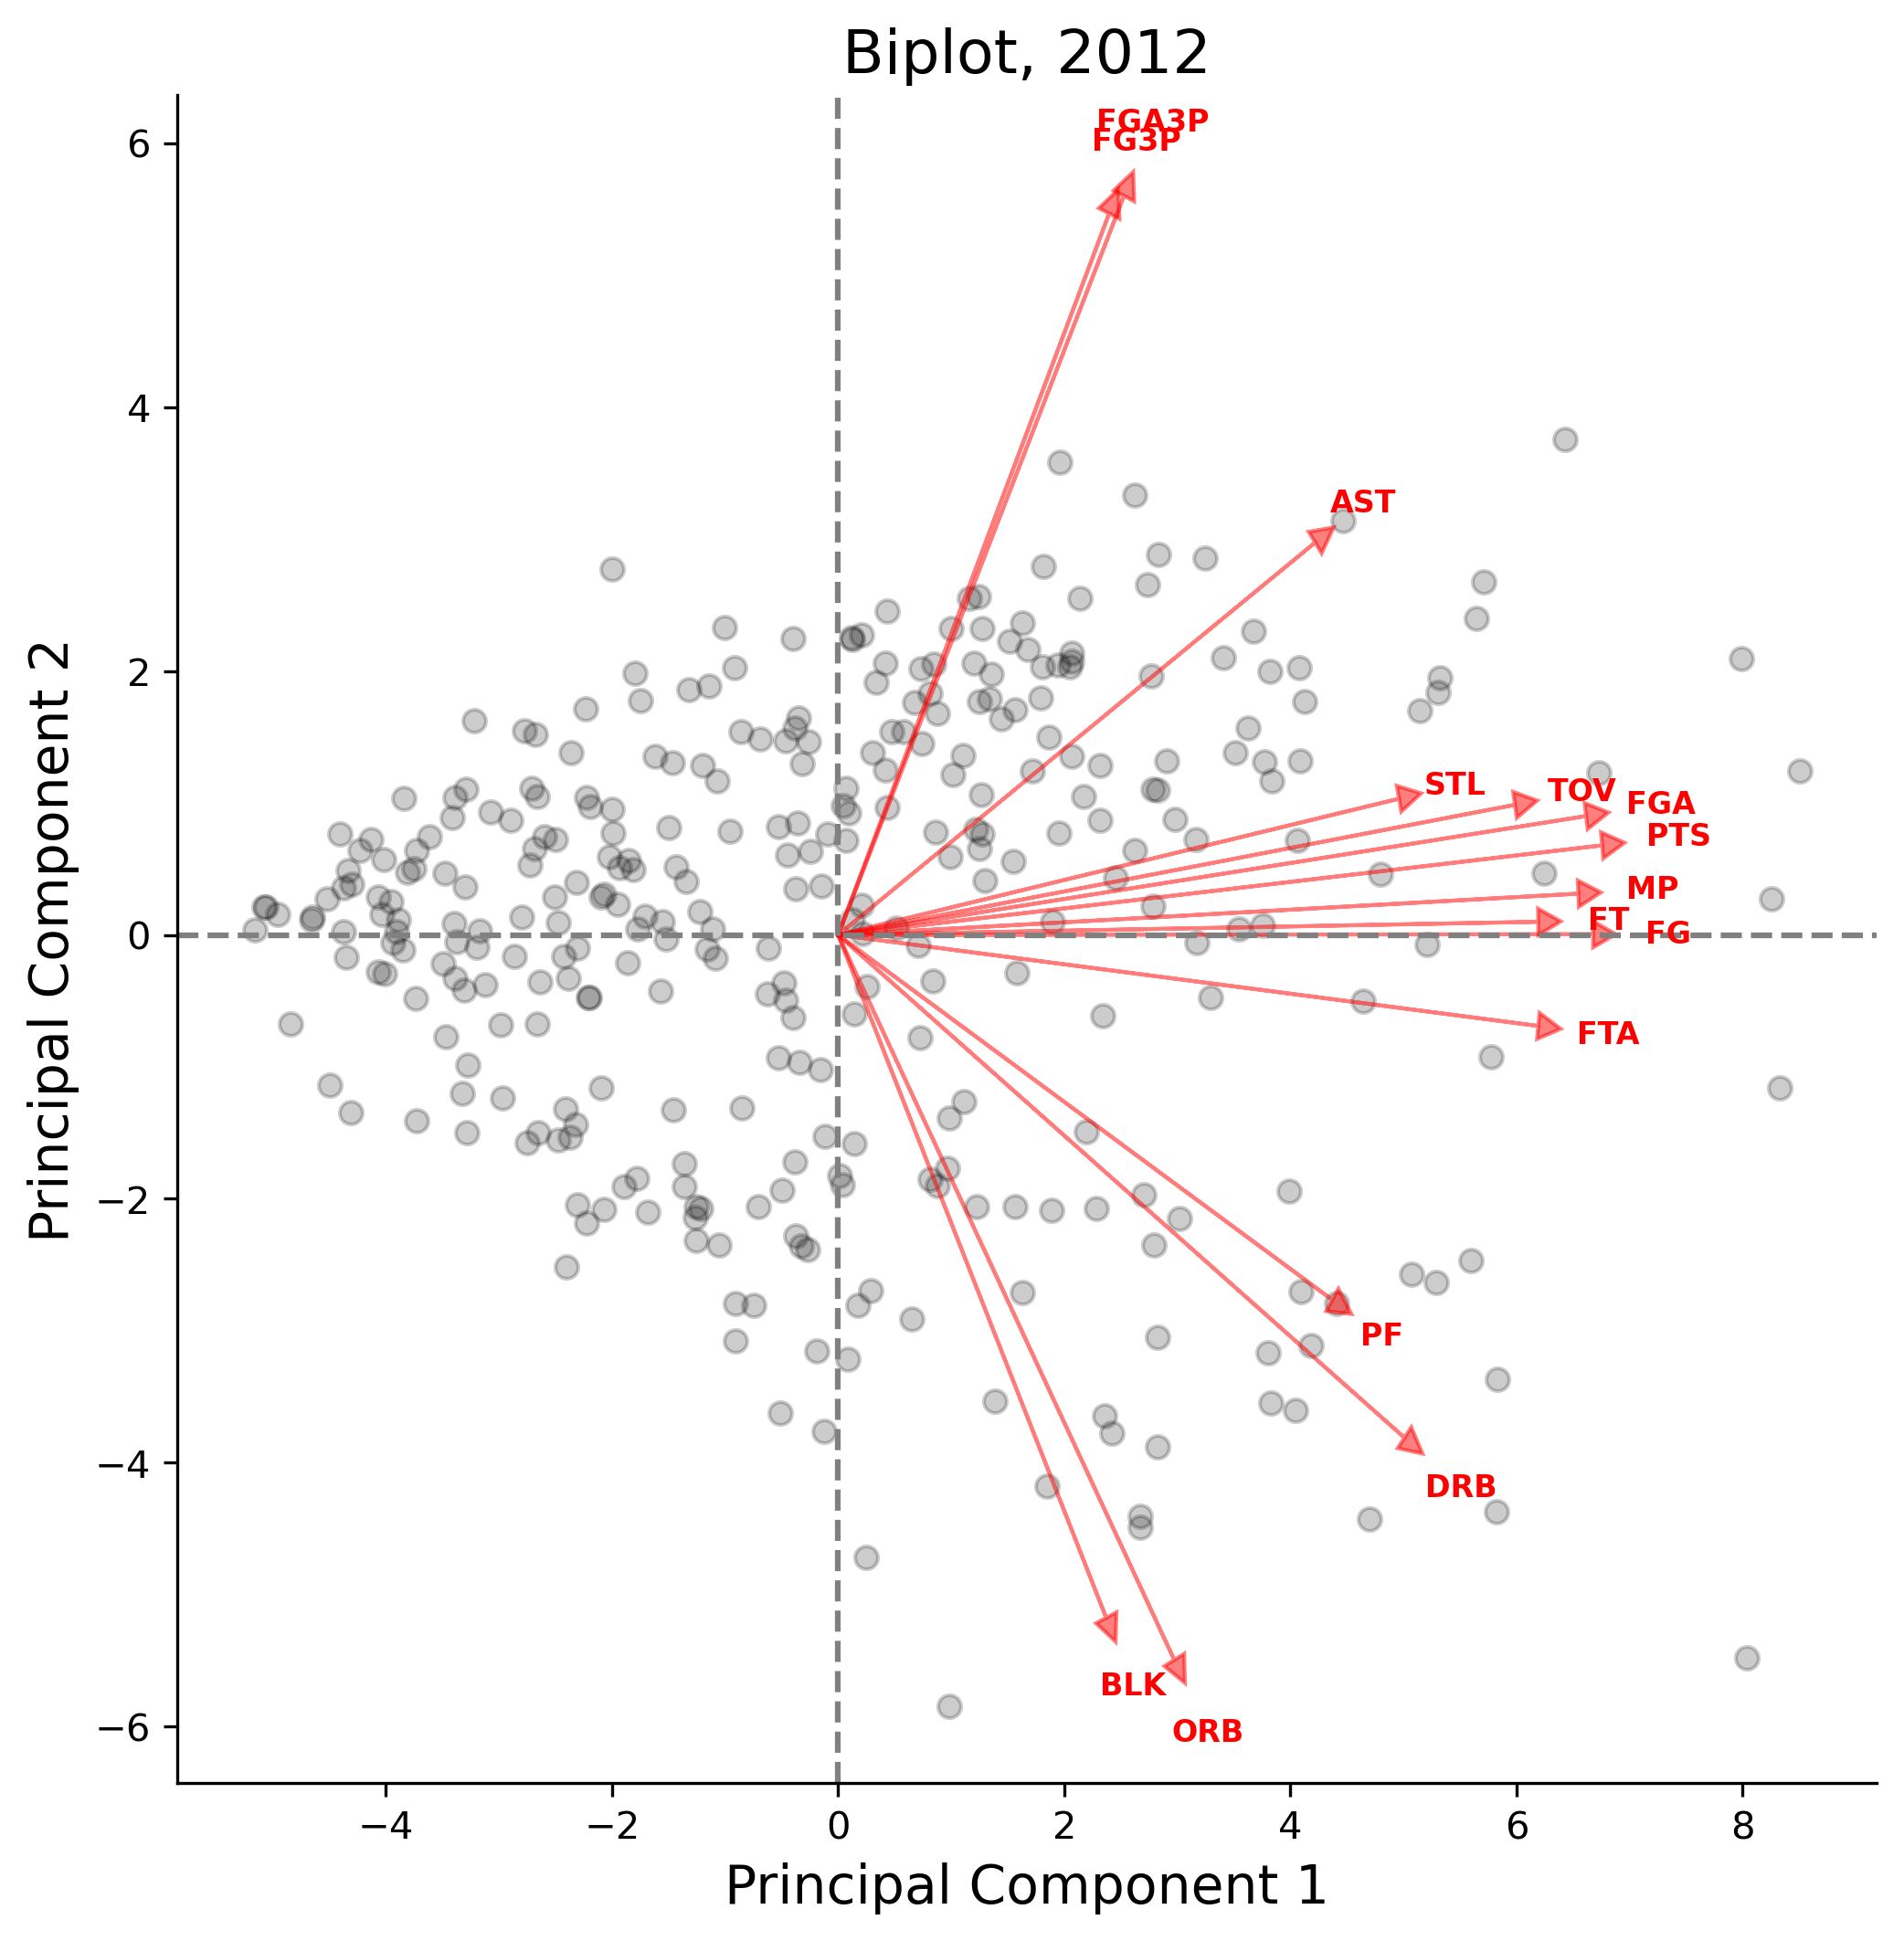 Biplot, 2012
FGA3P
FG3P
6
AST
4
2
STL
TOV
FGA
PTS
MP
FT
FG
0
FTA
−2
PF
DRB
−4
BLK
ORB
−6
−4 −2 0 2 4 6 8
Principal Component 1
Principal Component 2